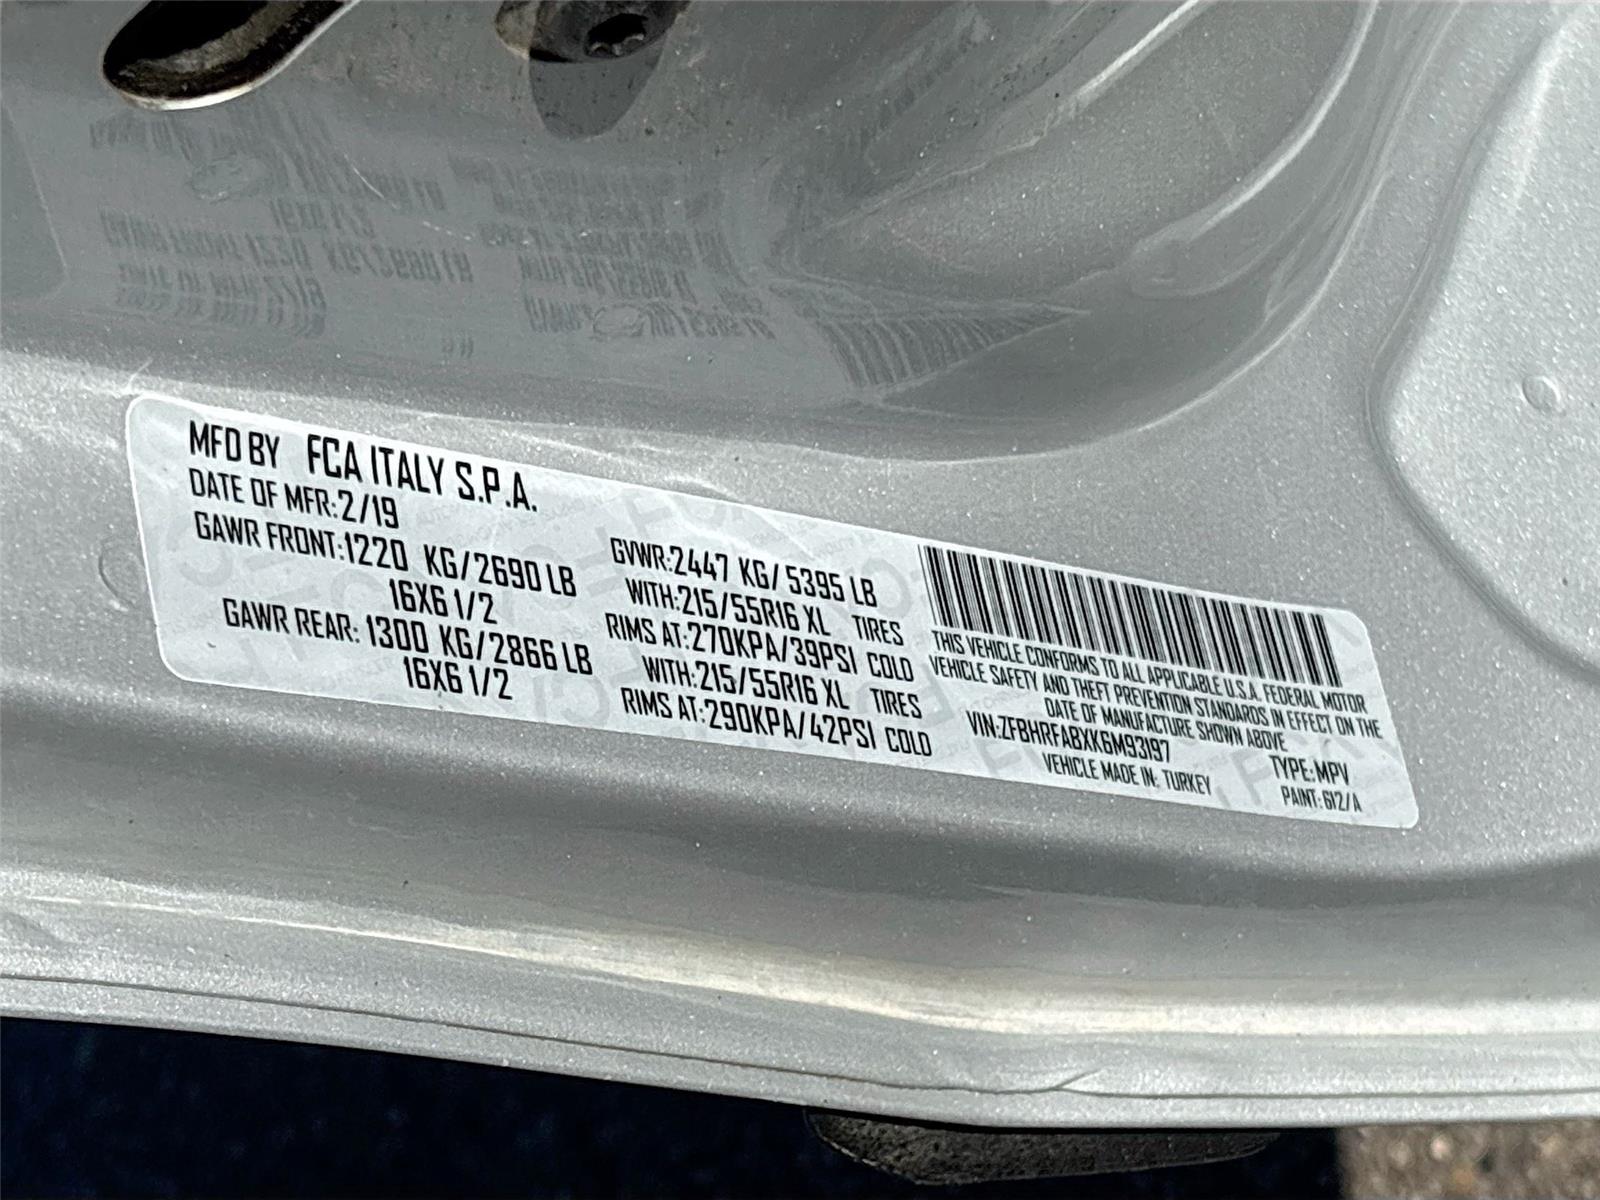 MFD BY FCA ITALY S.P.A.
DATE OF MFR:2/19
GAWR FRONT:1220 KG/2690 LB
16X6 1/2
GAWR REAR: 1300 KG/2866 LB
16X6 1/2
GVWR:2447 KG/ 5395 LB
WITH:215/55R16 XL TIRES
RIMS AT:270KPA/39PSI COLD
WITH:215/55R16 XL TIRES
RIMS AT:290KPA/42PSI COLD
THIS VEHICLE CONFORMS TO ALL APPLICABLE U.S.A. FEDERAL MOTOR
VEHICLE SAFETY AND THEFT PREVENTION STANDARDS IN EFFECT ON THE
DATE OF MANUFACTURE SHOWN ABOVE
VIN:ZFBHRFABXK6M93197 TYPE:MPV
VEHICLE MADE IN: TURKEY PAINT:612/A